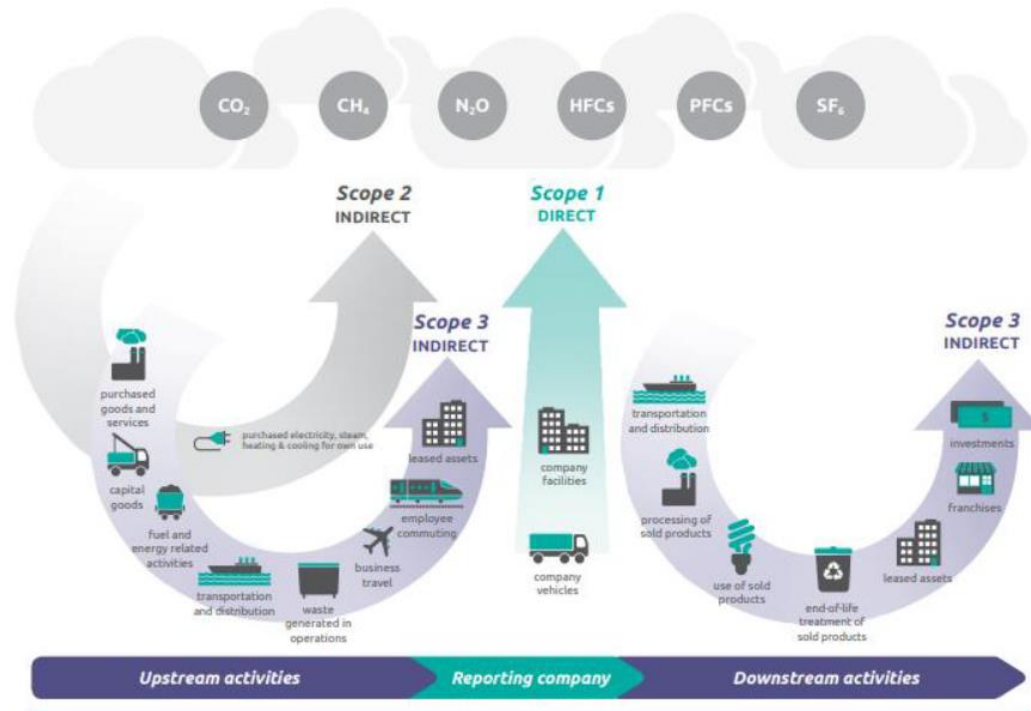 CO₂ CH₄ N₂O HFCs PFCs SF₆
Scope 2
INDIRECT
Scope 1
DIRECT
Scope 3
INDIRECT
Scope 3
INDIRECT
purchased
goods and
services
capital
goods
fuel and
energy related
activities
transportation
and distribution
waste
generated in
operations
business
travel
employee
commuting
leased assets
purchased electricity, steam,
heating & cooling for own use
company
facilities
company
vehicles
transportation
and distribution
processing of
sold products
use of sold
products
end-of-life
treatment of
sold products
leased assets
franchises
$
investments
Upstream activities
Reporting company
Downstream activities